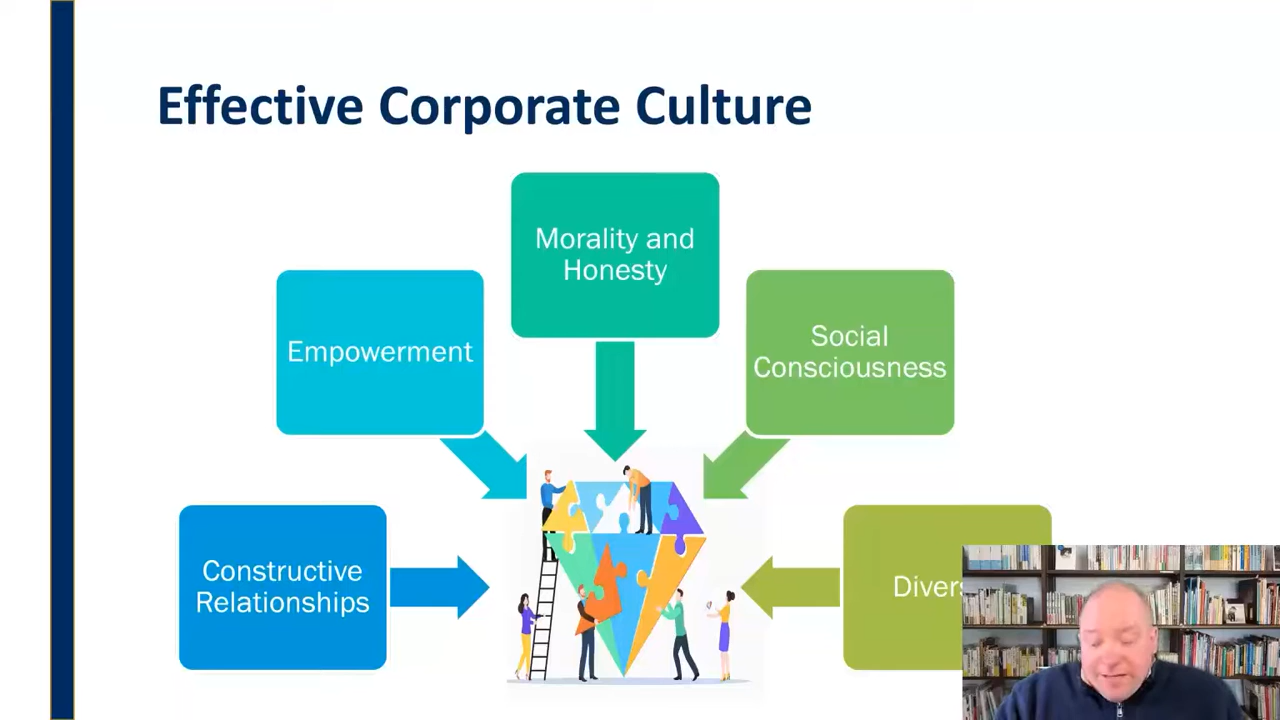 Effective Corporate Culture
Morality and
Honesty
Empowerment
Social
Consciousness
Constructive
Relationships